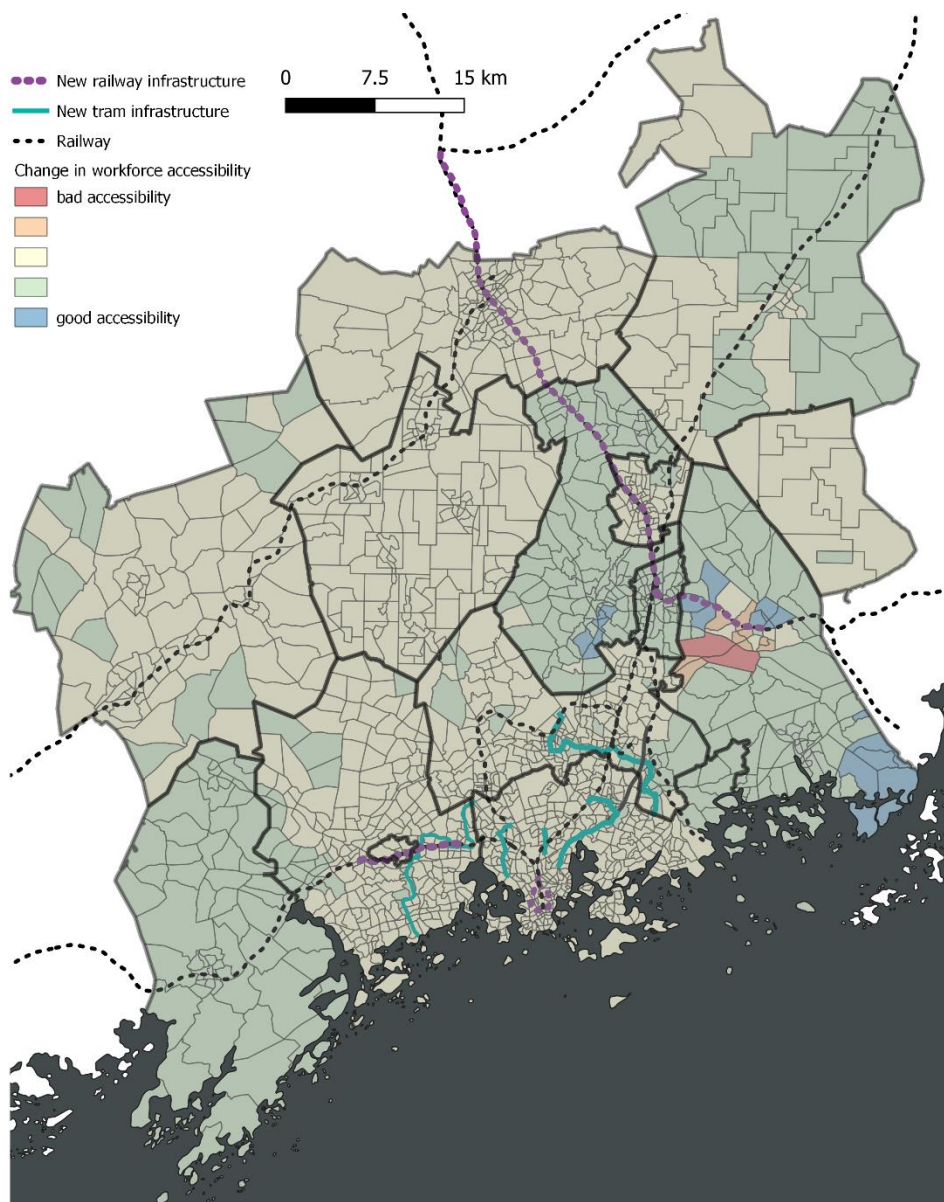 0 7.5 15 km
New railway infrastructure
New tram infrastructure
Railway
Change in workforce accessibility
bad accessibility
good accessibility